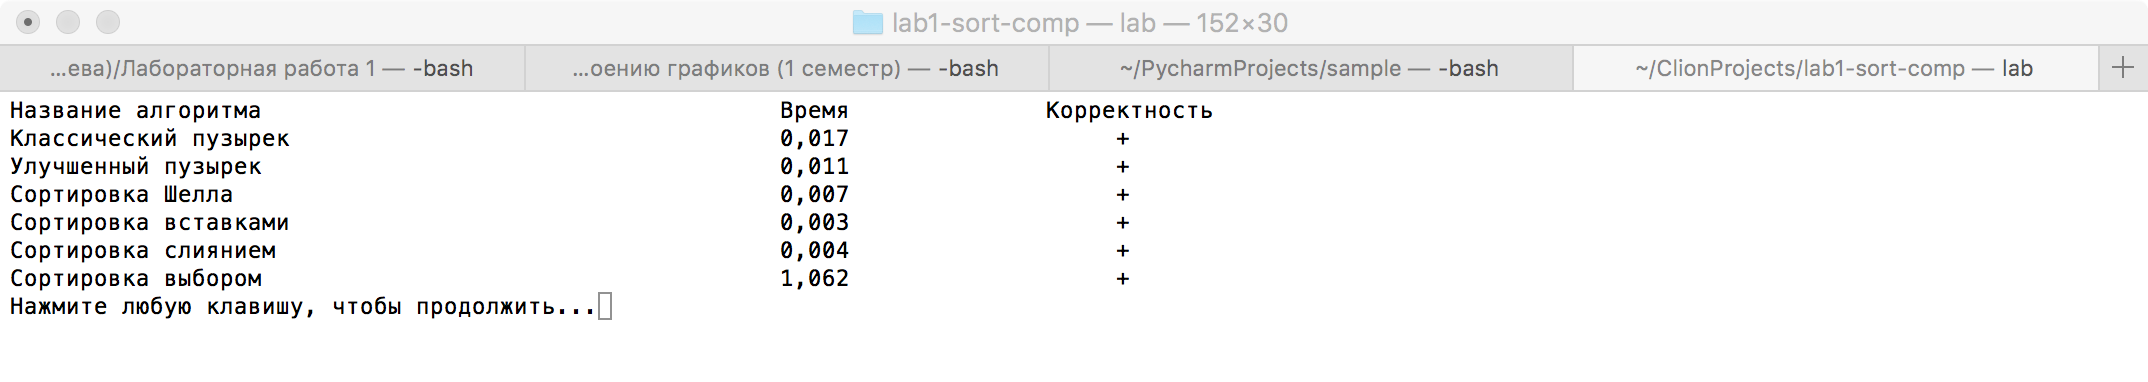 lab1-sort-comp — lab — 152×30
...ева)/Лабораторная работа 1 — -bash
...оению графиков (1 семестр) — -bash
~/PycharmProjects/sample — -bash
~/ClionProjects/lab1-sort-comp — lab
Название алгоритма Время Корректность
Классический пузырек 0,017 +
Улучшенный пузырек 0,011 +
Сортировка Шелла 0,007 +
Сортировка вставками 0,003 +
Сортировка слиянием 0,004 +
Сортировка выбором 1,062 +
Нажмите любую клавишу, чтобы продолжить...